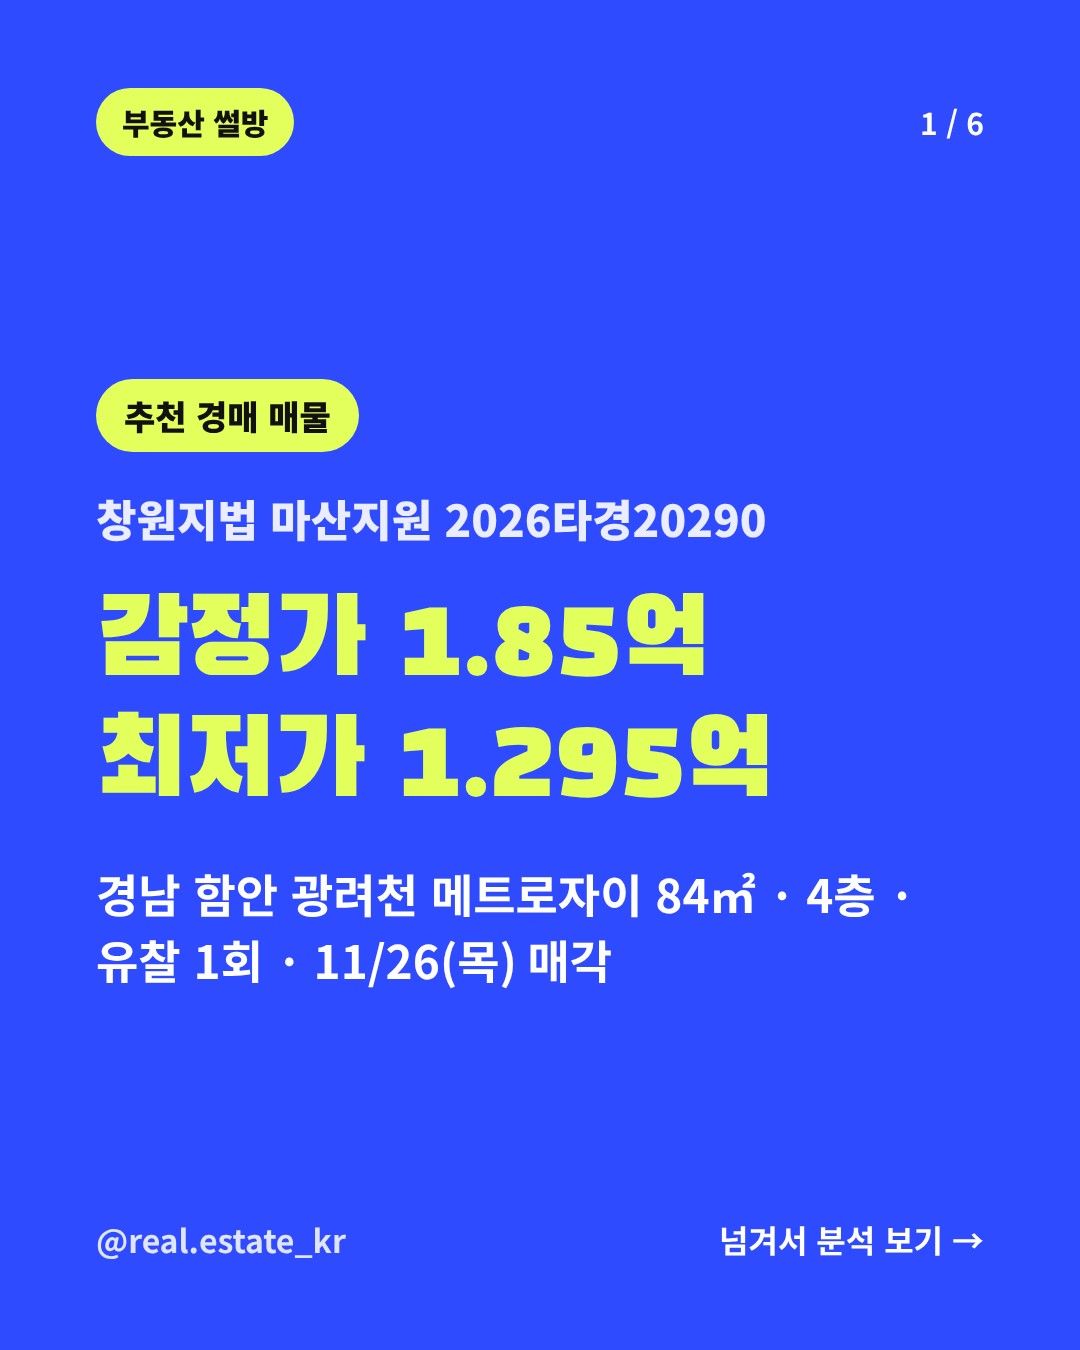 부동산 썰방
1 / 6
추천 경매 매물
창원지법 마산지원 2026타경20290
감정가 1.85억
최저가 1.295억
경남 함안 광려천 메트로자이 84㎡ · 4층 ·
유찰 1회 · 11/26(목) 매각
@real.estate_kr
넘겨서 분석 보기 →